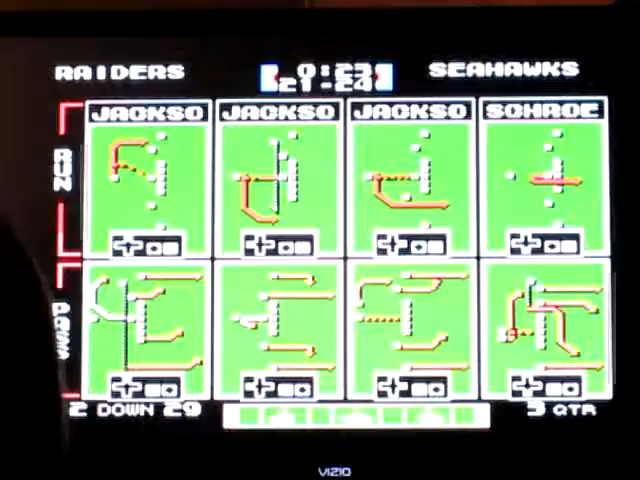 RAIDERS 0:23 SEAHAWKS
21-24
JACKSO JACKSO JACKSO SCHROE
RUN
PASS
2 DOWN 29
3 QTR
VIZIO